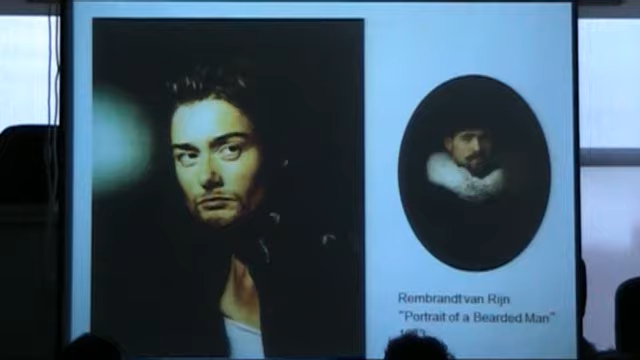 Rembrandt van Rijn
"Portrait of a Bearded Man"